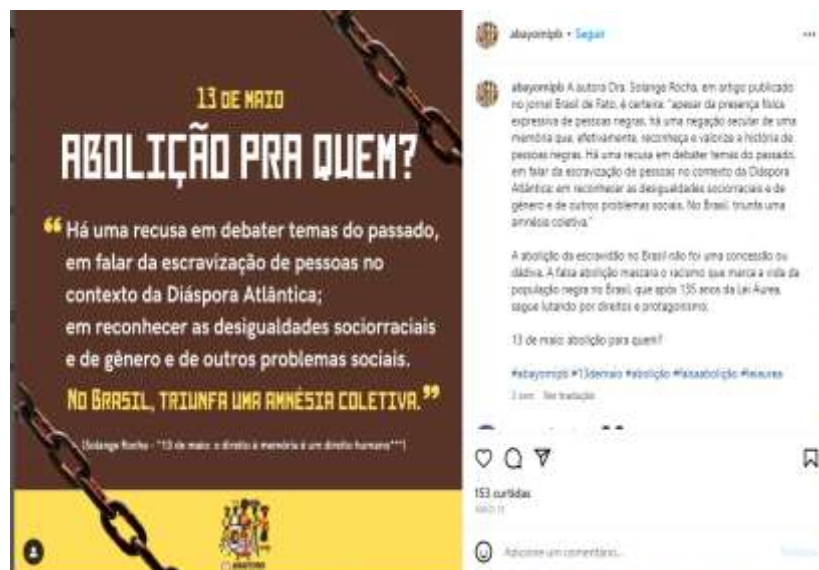 13 DE MAIO
ABOLIÇÃO PRA QUEM?
“Há uma recusa em debater temas do passado,
em falar da escravização de pessoas no
contexto da Diáspora Atlântica;
em reconhecer as desigualdades sociorraciais
e de gênero e de outros problemas sociais.
NO BRASIL, TRIUNFA UMA AMNÉSIA COLETIVA.”
(Solange Rocha - "13 de maio: o direito à memória é um direito humano")
abayomipb • Seguir
abayomipb A autora Dra. Solange Rocha, em artigo publicado
no jornal Brasil de Fato, é certeira: "apesar da presença física
expressiva de pessoas negras, há uma negação secular de uma
memória que, efetivamente, reconheça e valorize a história de
pessoas negras. Há uma recusa em debater temas do passado,
em falar da escravização de pessoas no contexto da Diáspora
Atlântica; em reconhecer as desigualdades sociorraciais e de
gênero e de outros problemas sociais. No Brasil, triunfa uma
amnésia coletiva."
A abolição da escravidão no Brasil não foi uma concessão ou
dádiva. A falsa abolição mascara o racismo que marca a vida da
população negra no Brasil, que após 135 anos da Lei Áurea,
segue lutando por direitos e protagonismo.
13 de maio abolição para quem?
#abayomipb #13demaio #abolição #falsaabolição #leiaurea
2 sem Ver tradução
153 curtidas
Adicione um comentário...